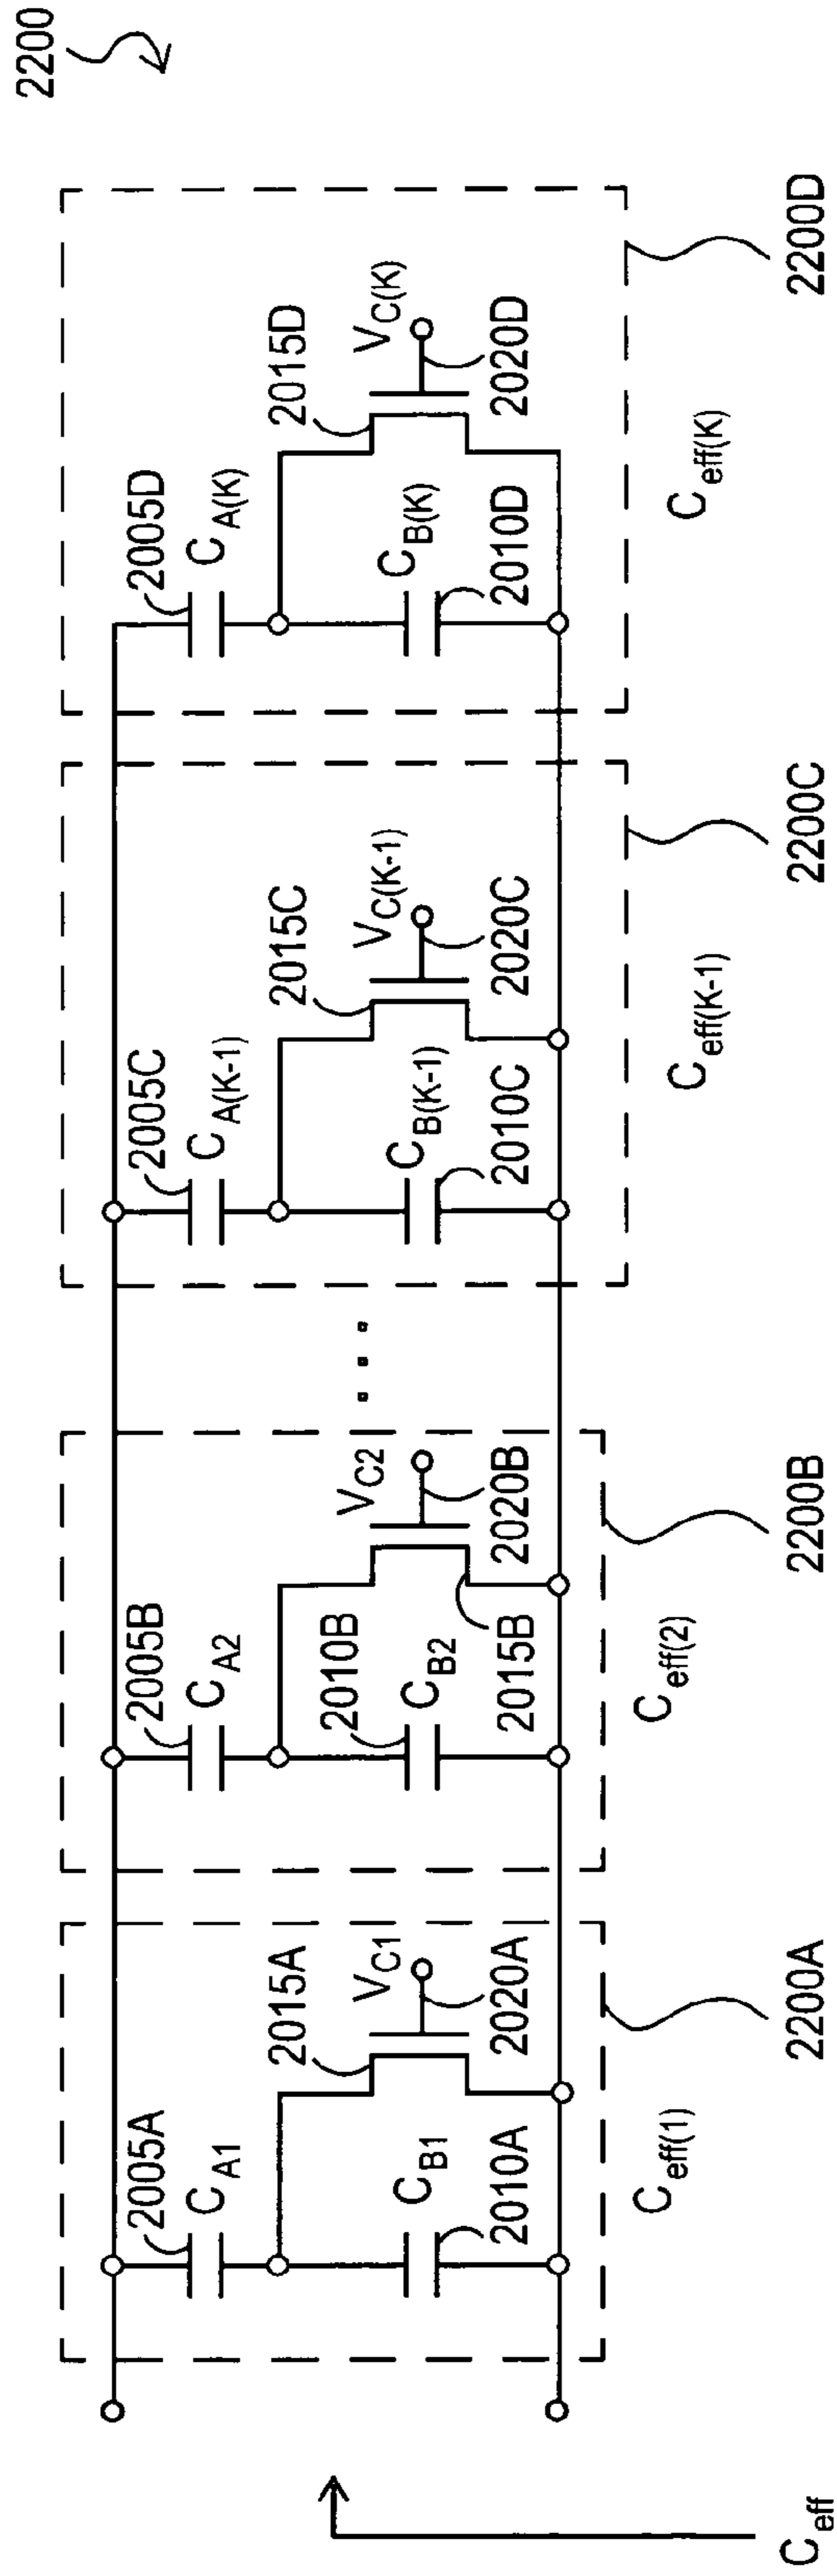 2200
2005A
C_A1
2015A
V_C1
C_B1
2010A
2020A
C_eff(1)
2200A
2005B
C_A2
V_C2
2010B
C_B2
2015B
2020B
C_eff(2)
2200B
. . .
2005C
C_A(K-1)
2015C
V_C(K-1)
C_B(K-1)
2010C
2020C
C_eff(K-1)
2200C
2005D
C_A(K)
2015D
V_C(K)
C_B(K)
2010D
2020D
C_eff(K)
2200D
C_eff